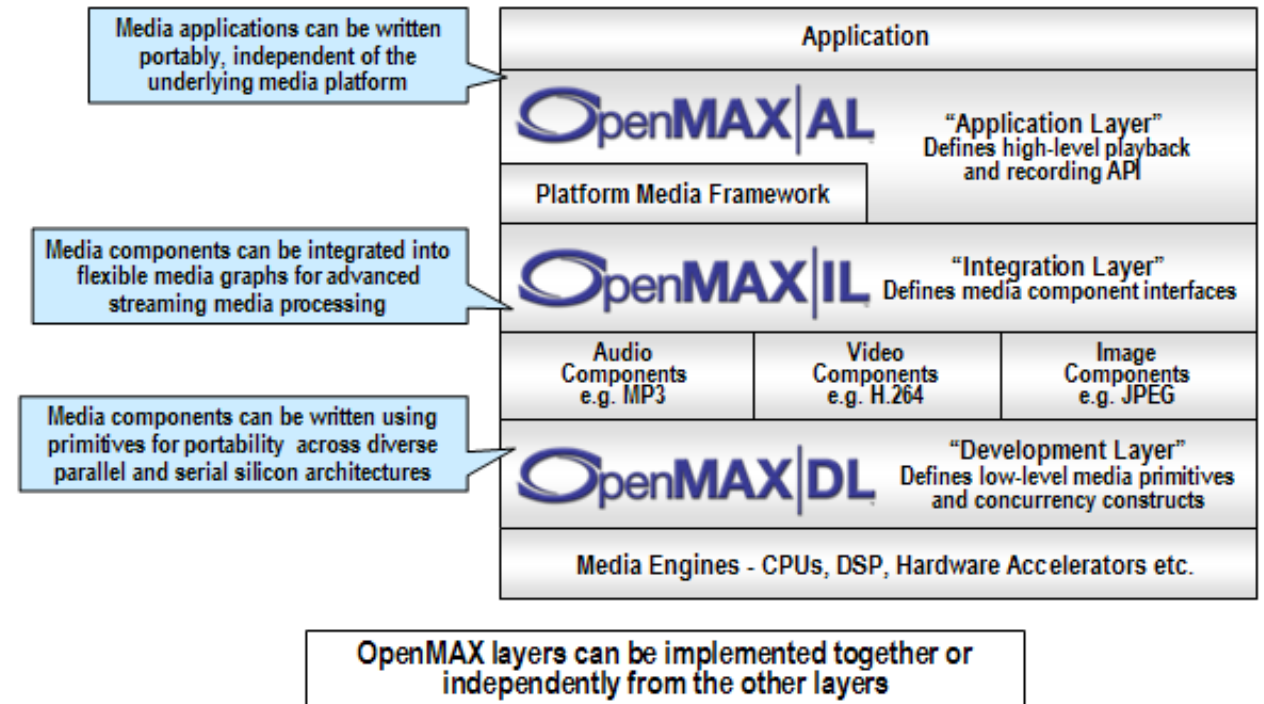 Media applications can be written
portably, independent of the
underlying media platform
Application
OpenMAX|AL
“Application Layer”
Defines high-level playback
and recording API
Platform Media Framework
Media components can be integrated into
flexible media graphs for advanced
streaming media processing
OpenMAX|IL
“Integration Layer”
Defines media component interfaces
Audio
Components
e.g. MP3
Video
Components
e.g. H.264
Image
Components
e.g. JPEG
Media components can be written using
primitives for portability across diverse
parallel and serial silicon architectures
OpenMAX|DL
“Development Layer”
Defines low-level media primitives
and concurrency constructs
Media Engines - CPUs, DSP, Hardware Accelerators etc.
OpenMAX layers can be implemented together or
independently from the other layers